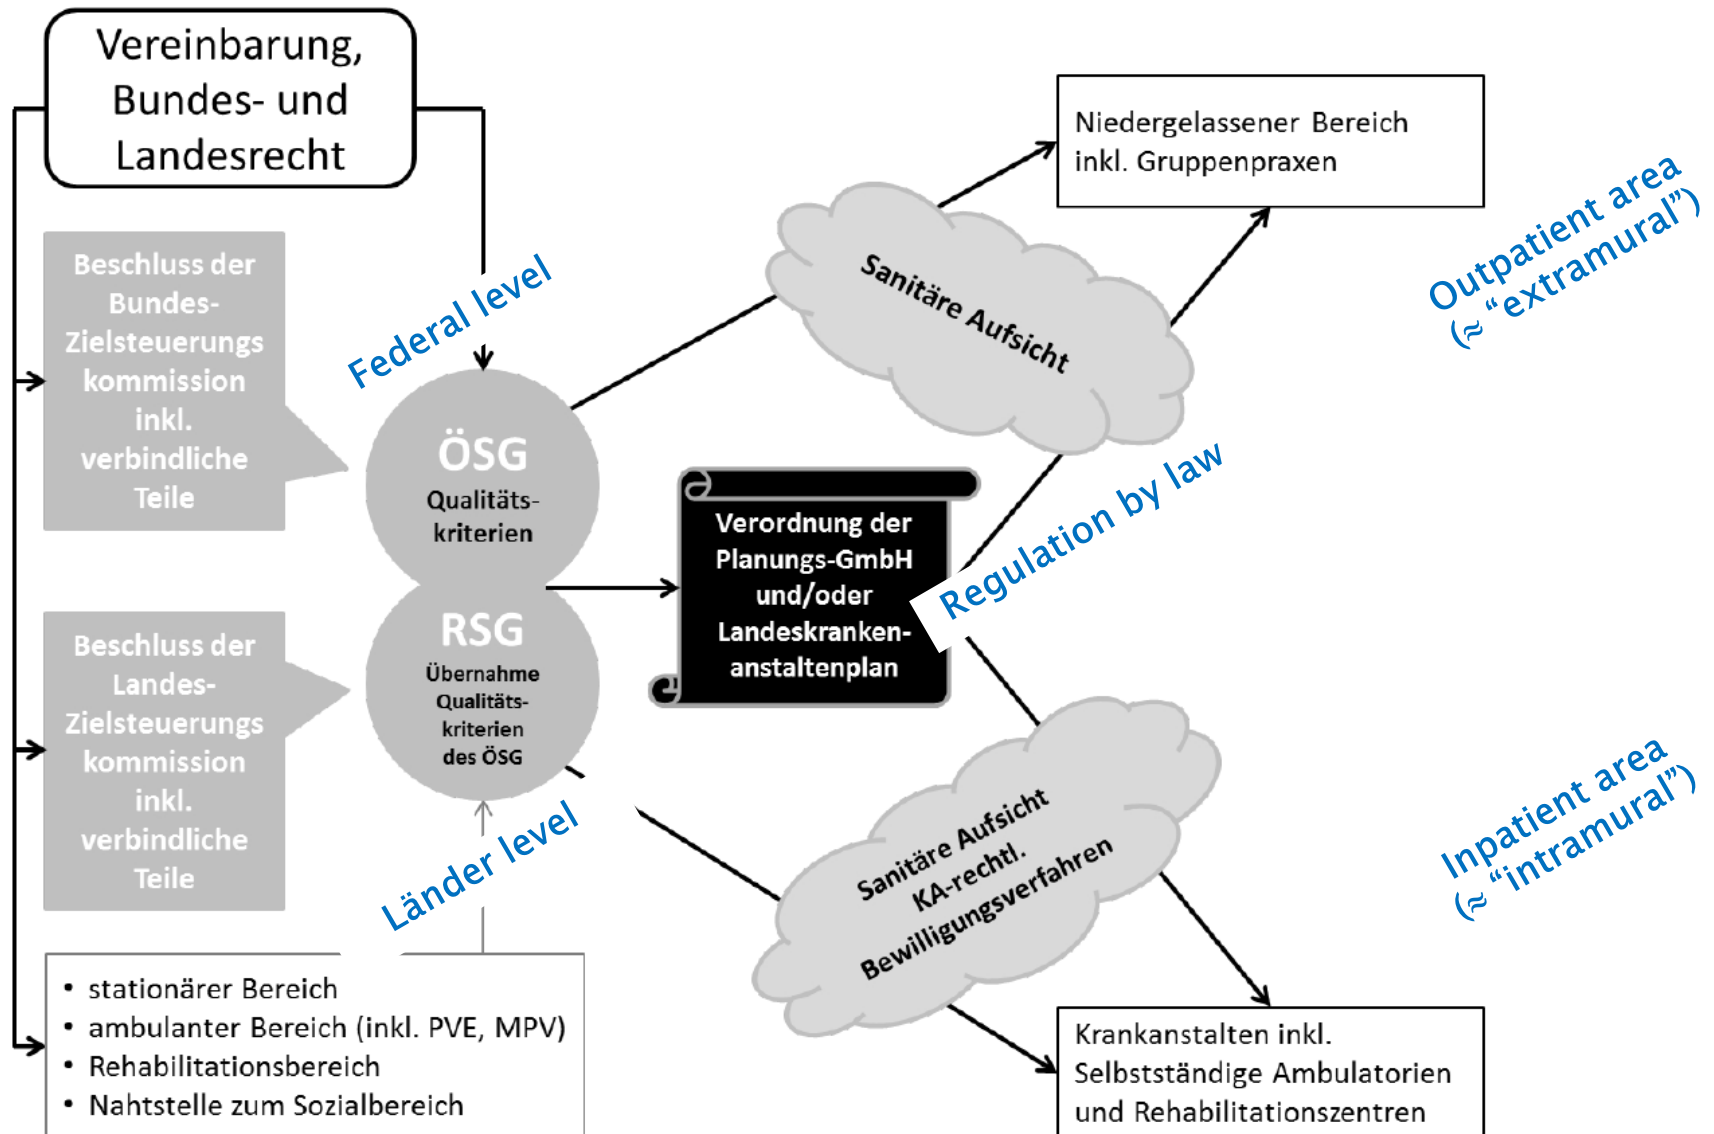 Vereinbarung,
Bundes- und
Landesrecht
Beschluss der
Bundes-
Zielsteuerungs
kommission
inkl.
verbindliche
Teile
Beschluss der
Landes-
Zielsteuerungs
kommission
inkl.
verbindliche
Teile
• stationärer Bereich
• ambulanter Bereich (inkl. PVE, MPV)
• Rehabilitationsbereich
• Nahtstelle zum Sozialbereich
Federal level
ÖSG
Qualitäts-
kriterien
RSG
Übernahme
Qualitäts-
kriterien
des ÖSG
Länder level
Verordnung der
Planungs-GmbH
und/oder
Landeskranken-
anstaltenplan
Regulation by law
Sanitäre Aufsicht
Sanitäre Aufsicht
KA-rechtl.
Bewilligungsverfahren
Niedergelassener Bereich
inkl. Gruppenpraxen
Outpatient area
(≈ “extramural”)
Inpatient area
(≈ “intramural”)
Krankanstalten inkl.
Selbstständige Ambulatorien
und Rehabilitationszentren